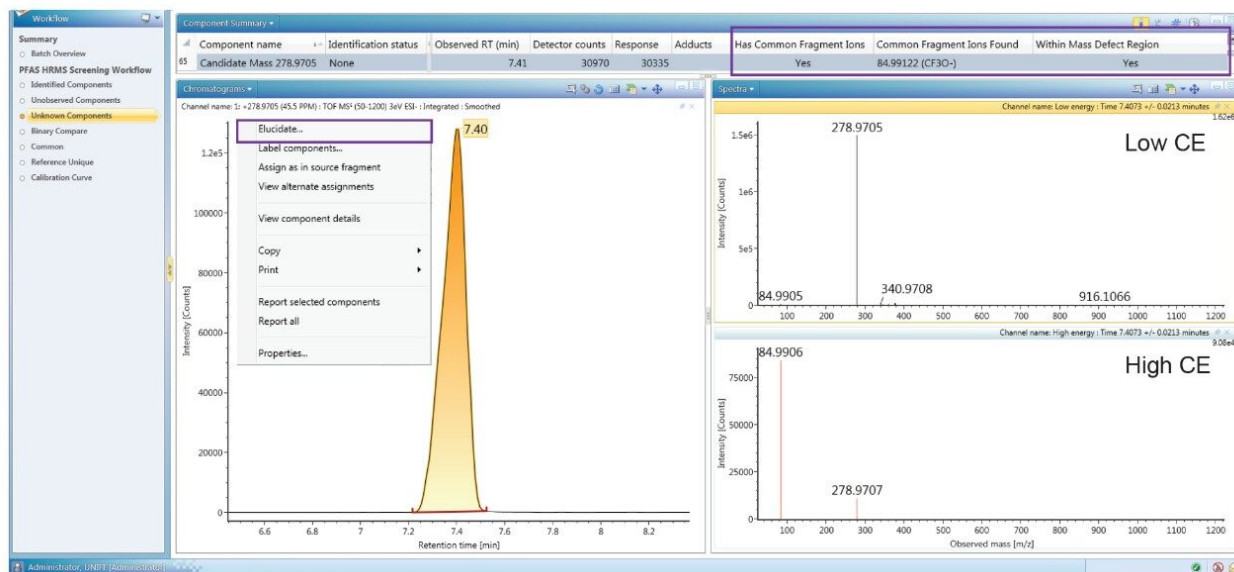 Workflow
Summary
Batch Overview
PFAS HRMS Screening Workflow
Identified Components
Unobserved Components
Unknown Components
Binary Compare
Common
Reference Unique
Calibration Curve
Component Summary
Component name Identification status Observed RT (min) Detector counts Response Adducts Has Common Fragment Ions Common Fragment Ions Found Within Mass Defect Region
65 Candidate Mass 278.9705 None 7.41 30970 30335 Yes 84.99122 (CF3O-) Yes
Chromatograms
Channel name: 1: +278.9705 (45.5 PPM) : TOF MSᴱ (50-1200) 3eV ESI- : Integrated : Smoothed
Elucidate...
Label components...
Assign as in source fragment
View alternate assignments
View component details
Copy
Print
Report selected components
Report all
Properties...
7.40
1.2e5
100000
80000
60000
40000
20000
0
Intensity [Counts]
6.6 6.8 7 7.2 7.4 7.6 7.8 8 8.2
Retention time [min]
Spectra
Channel name: Low energy : Time 7.4073 +/- 0.0213 minutes
1.62e6
Low CE
278.9705
84.9905
340.9708
916.1066
1.5e6
1e6
5e5
0
Intensity [Counts]
100 200 300 400 500 600 700 800 900 1000 1100 1200
Channel name: High energy : Time 7.4073 +/- 0.0213 minutes
9.08e4
High CE
84.9906
278.9707
75000
50000
25000
0
Intensity [Counts]
100 200 300 400 500 600 700 800 900 1000 1100 1200
Observed mass [m/z]
Administrator, UNIFI [Administrator]